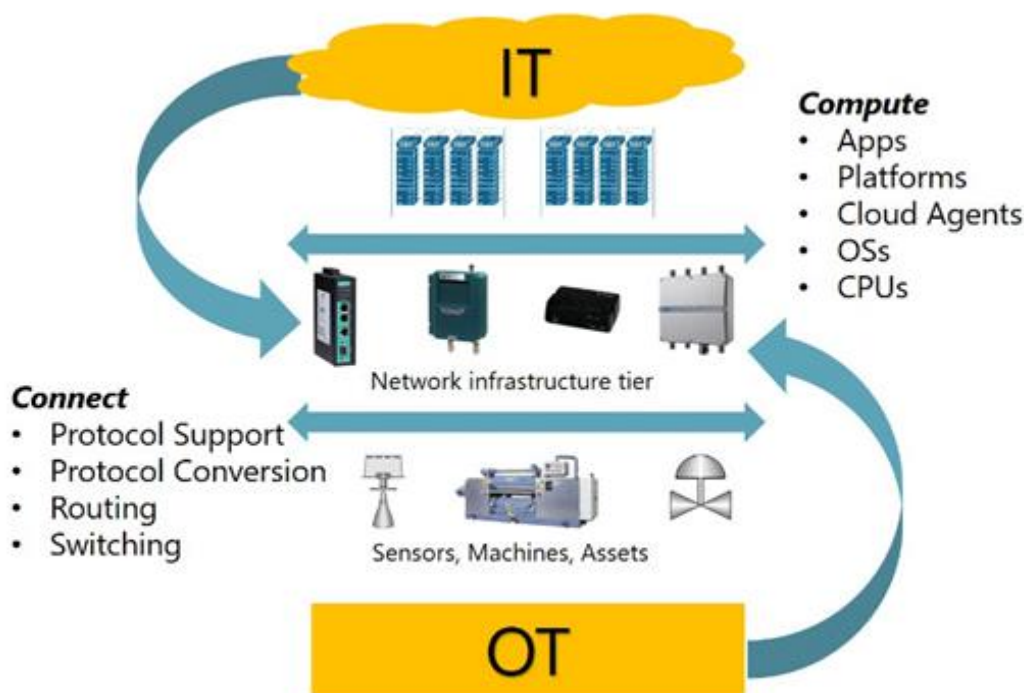 IT
Compute
• Apps
• Platforms
• Cloud Agents
• OSs
• CPUs
Network infrastructure tier
Connect
• Protocol Support
• Protocol Conversion
• Routing
• Switching
Sensors, Machines, Assets
OT